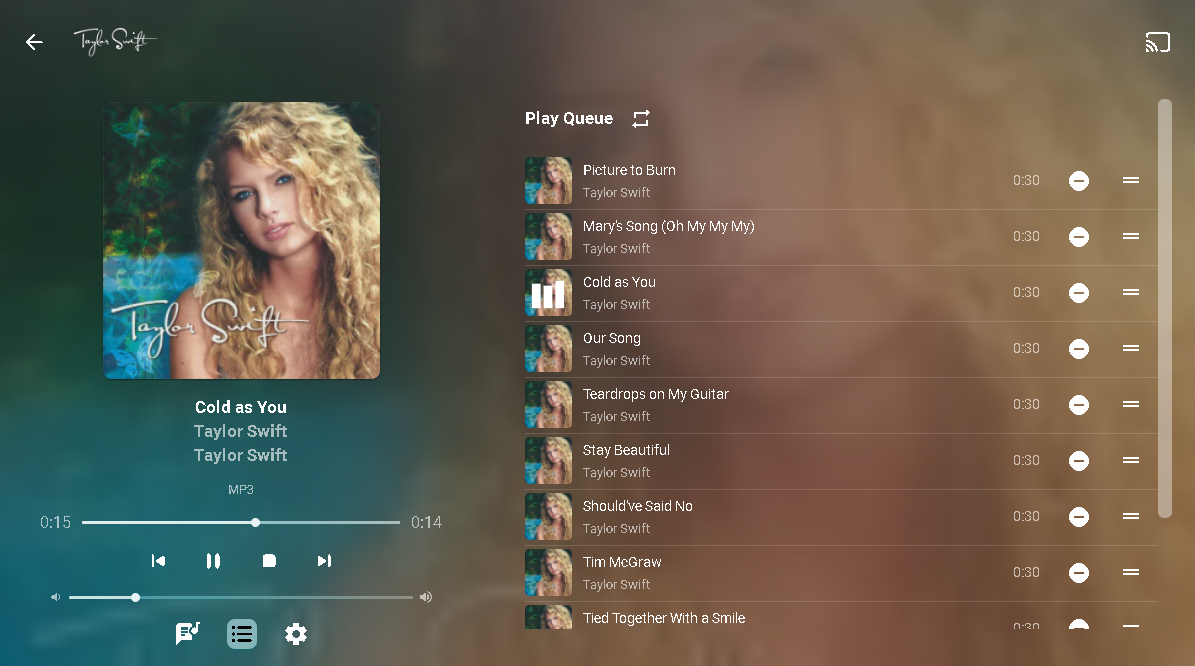 Taylor Swift
Taylor Swift
Cold as You
Taylor Swift
Taylor Swift
MP3
0:15
0:14
Play Queue
Picture to Burn
Taylor Swift
0:30
Mary's Song (Oh My My My)
Taylor Swift
0:30
Cold as You
Taylor Swift
0:30
Our Song
Taylor Swift
0:30
Teardrops on My Guitar
Taylor Swift
0:30
Stay Beautiful
Taylor Swift
0:30
Should've Said No
Taylor Swift
0:30
Tim McGraw
Taylor Swift
0:30
Tied Together With a Smile
0:30